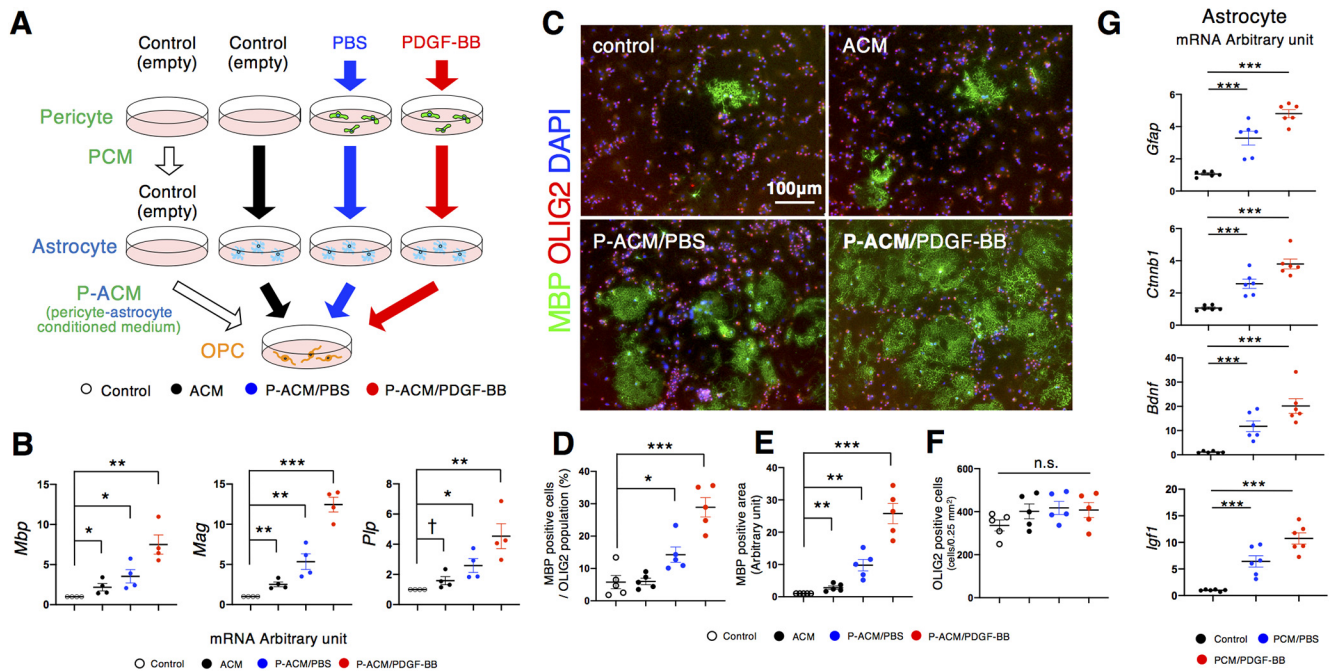 A
Control
(empty)
Control
(empty)
PBS
PDGF-BB
Pericyte
PCM
Control
(empty)
Astrocyte
P-ACM
(pericyte-astrocyte
conditioned medium)
OPC
Control
ACM
P-ACM/PBS
P-ACM/PDGF-BB
B
Mbp
15
10
5
0
*
*
**
Mag
15
10
5
0
**
**
***
Plp
8
6
4
2
0
†
*
**
mRNA Arbitrary unit
Control
ACM
P-ACM/PBS
P-ACM/PDGF-BB
C
MBP OLIG2 DAPI
control
ACM
100μm
P-ACM/PBS
P-ACM/PDGF-BB
D
MBP positive cells
/ OLIG2 population (%)
40
30
20
10
0
*
***
E
MBP positive area
(Arbitrary unit)
40
30
20
10
0
**
**
***
F
OLIG2 positive cells
(cells/0.25 mm²)
600
400
200
0
n.s.
Control
ACM
P-ACM/PBS
P-ACM/PDGF-BB
G
Astrocyte
mRNA Arbitrary unit
Gfap
6
4
2
0
***
***
Ctnnb1
6
4
2
0
***
***
Bdnf
40
30
20
10
0
***
***
Igf1
20
15
10
5
0
***
***
Control
PCM/PBS
PCM/PDGF-BB